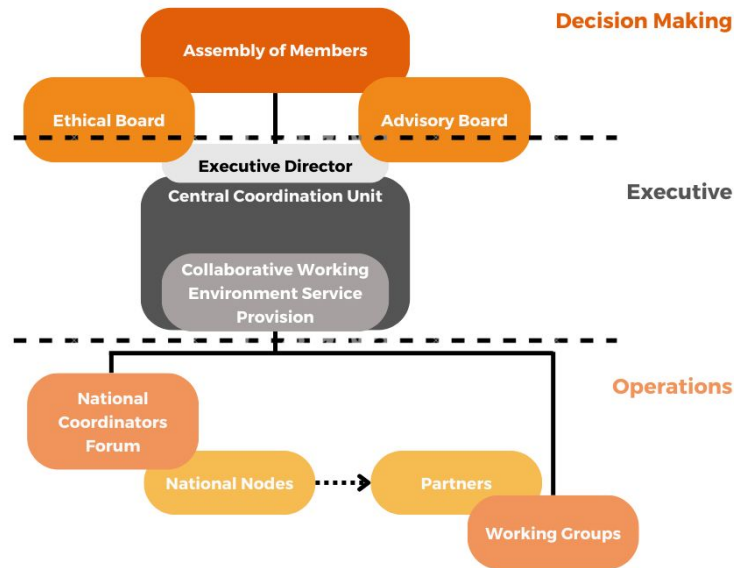 Decision Making
Assembly of Members
Ethical Board
Advisory Board
Executive Director
Central Coordination Unit
Executive
Collaborative Working
Environment Service
Provision
Operations
National
Coordinators
Forum
National Nodes
Partners
Working Groups